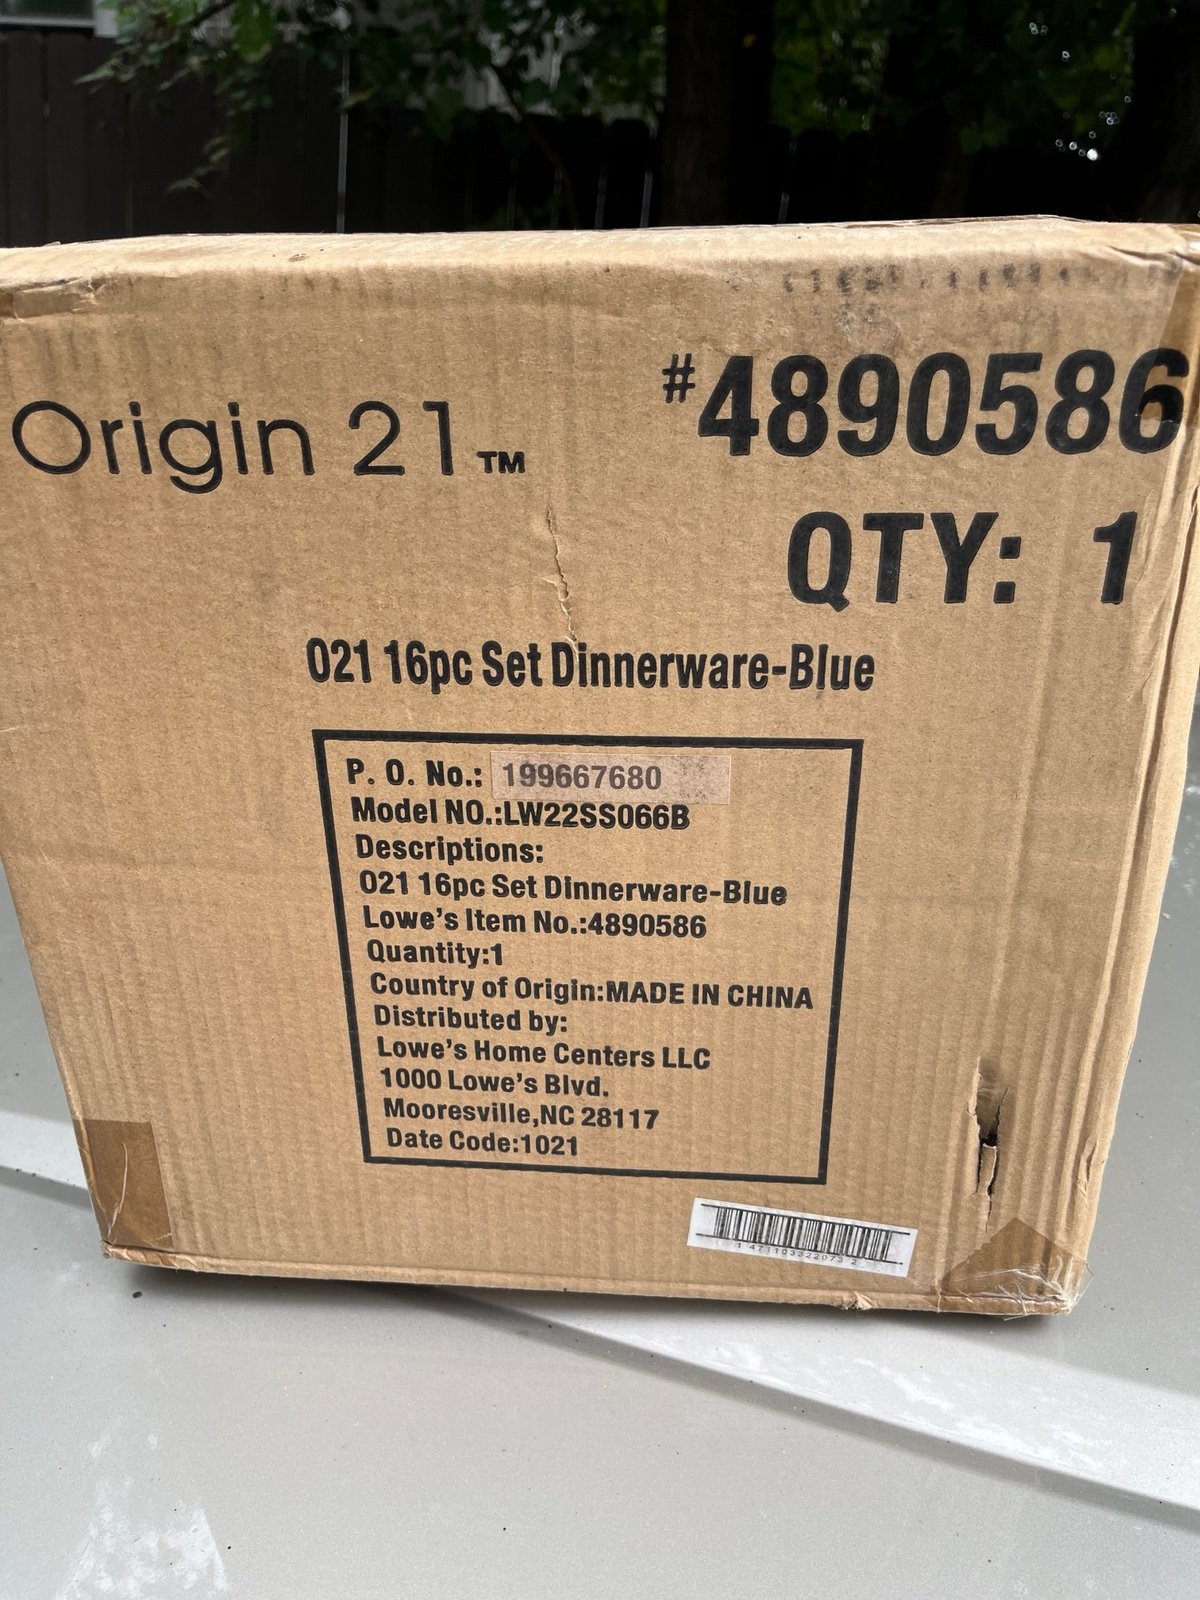 Origin 21™
#4890586
QTY: 1
021 16pc Set Dinnerware-Blue
P. O. No.: 199667680
Model NO.:LW22SS066B
Descriptions:
021 16pc Set Dinnerware-Blue
Lowe's Item No.:4890586
Quantity:1
Country of Origin:MADE IN CHINA
Distributed by:
Lowe's Home Centers LLC
1000 Lowe's Blvd.
Mooresville,NC 28117
Date Code:1021